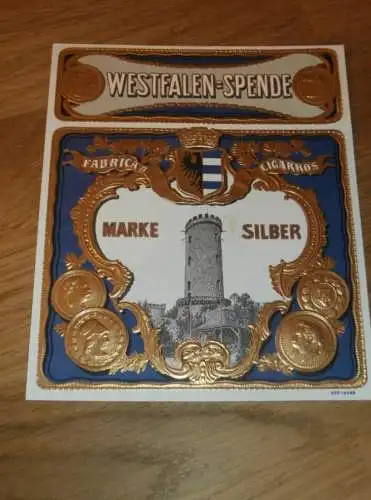 WESTFALEN-SPENDE
FABRICA D CIGARROS
MARKE SILBER